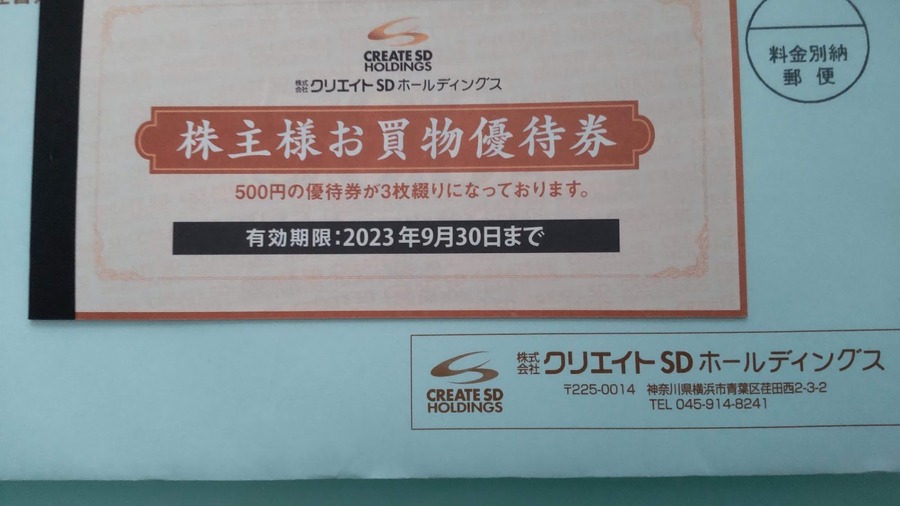 CREATE SD
HOLDINGS
株式会社クリエイトSDホールディングス
株主様お買物優待券
500円の優待券が3枚綴りになっております。
有効期限:2023年9月30日まで
料金別納
郵便
CREATE SD
HOLDINGS
株式会社クリエイトSDホールディングス
〒225-0014 神奈川県横浜市青葉区荏田西2-3-2
TEL 045-914-8241